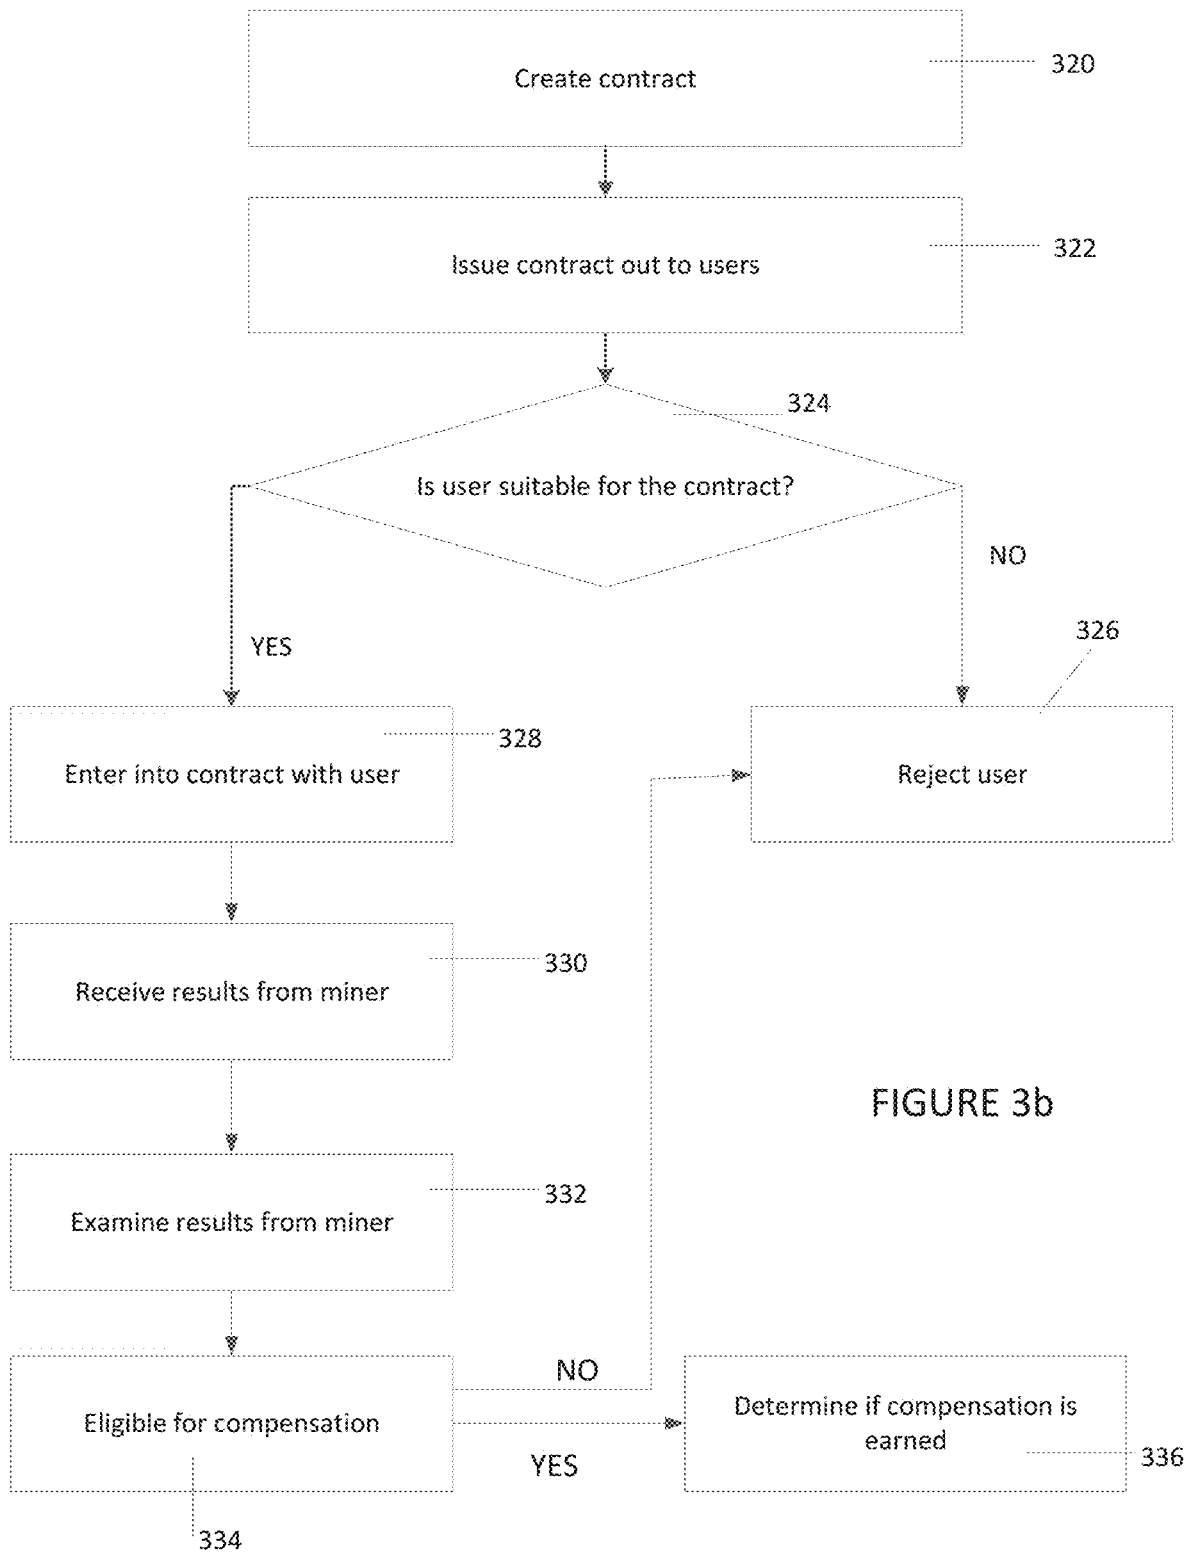 Create contract
320
Issue contract out to users
322
324
Is user suitable for the contract?
NO
YES
326
328
Enter into contract with user
Reject user
330
Receive results from miner
FIGURE 3b
332
Examine results from miner
NO
Eligible for compensation
Determine if compensation is
earned
YES
336
334